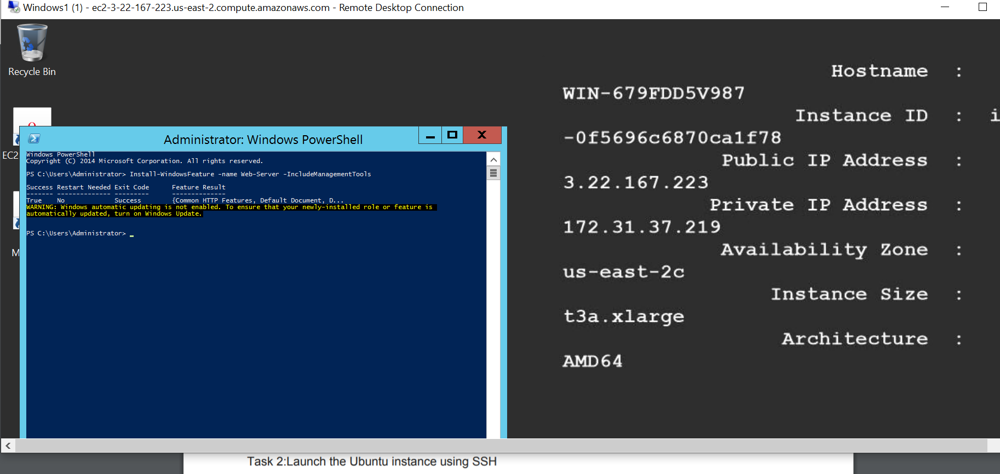 Windows1 (1) - ec2-3-22-167-223.us-east-2.compute.amazonaws.com - Remote Desktop Connection
Recycle Bin
EC2
M
Administrator: Windows PowerShell
Windows PowerShell
Copyright (C) 2014 Microsoft Corporation. All rights reserved.
PS C:\Users\Administrator> Install-WindowsFeature -name Web-Server -IncludeManagementTools
Success Restart Needed Exit Code      Feature Result
------- -------------- ---------      --------------
True    No             Success        {Common HTTP Features, Default Document, D...
WARNING: Windows automatic updating is not enabled. To ensure that your newly-installed role or feature is
automatically updated, turn on Windows Update.
PS C:\Users\Administrator> _
Hostname :
WIN-679FDD5V987
Instance ID : i
-0f5696c6870ca1f78
Public IP Address :
3.22.167.223
Private IP Address :
172.31.37.219
Availability Zone :
us-east-2c
Instance Size :
t3a.xlarge
Architecture :
AMD64
Task 2:Launch the Ubuntu instance using SSH